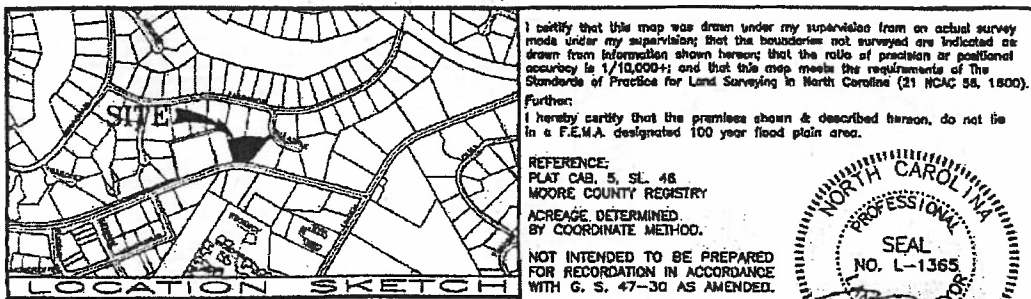 SITE
LOCATION SKETCH
I certify that this map was drawn under my supervision from an actual survey
made under my supervision; that the boundaries not surveyed are indicated as
drawn from information shown hereon; that the ratio of precision or positional
accuracy is 1/10,000+; and that this map meets the requirements of The
Standards of Practice for Land Surveying in North Carolina (21 NCAC 56, 1600).
Further:
I hereby certify that the premises shown & described hereon, do not lie
in a F.E.M.A. designated 100 year flood plain area.
REFERENCE:
PLAT CAB. 5, SL. 46
MOORE COUNTY REGISTRY
ACREAGE DETERMINED
BY COORDINATE METHOD.
NOT INTENDED TO BE PREPARED
FOR RECORDATION IN ACCORDANCE
WITH G. S. 47-30 AS AMENDED.
NORTH CAROLINA
PROFESSIONAL
SEAL
NO. L-1365